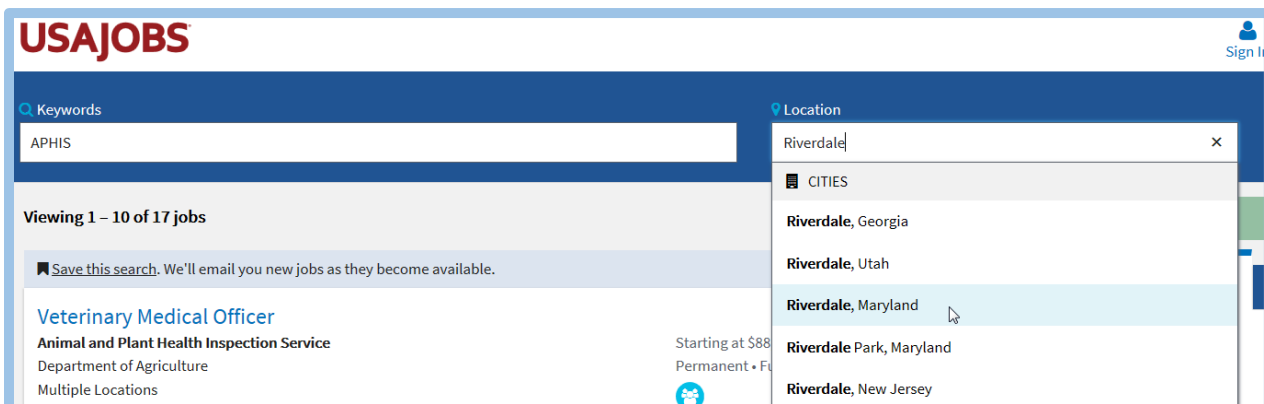 USAJOBS
Sign In
Keywords
Location
APHIS
Riverdale
CITIES
Riverdale, Georgia
Riverdale, Utah
Riverdale, Maryland
Riverdale Park, Maryland
Riverdale, New Jersey
Viewing 1 – 10 of 17 jobs
Save this search. We'll email you new jobs as they become available.
Veterinary Medical Officer
Animal and Plant Health Inspection Service
Starting at $88
Department of Agriculture
Permanent •
Multiple Locations